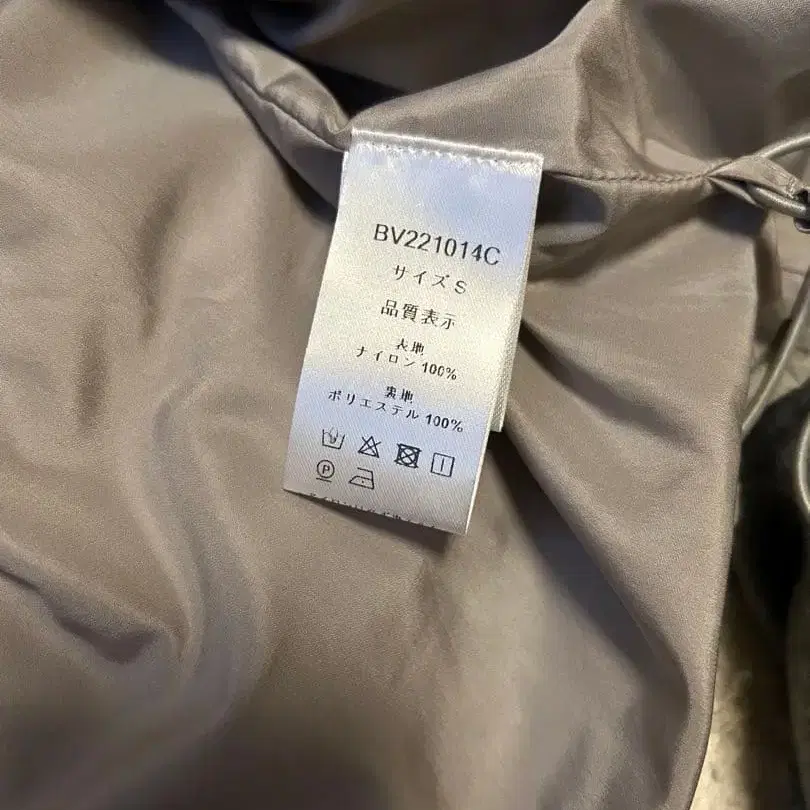 BV221014C
サイズ S
品質表示
表地
ナイロン 100%
裏地
ポリエステル 100%
P